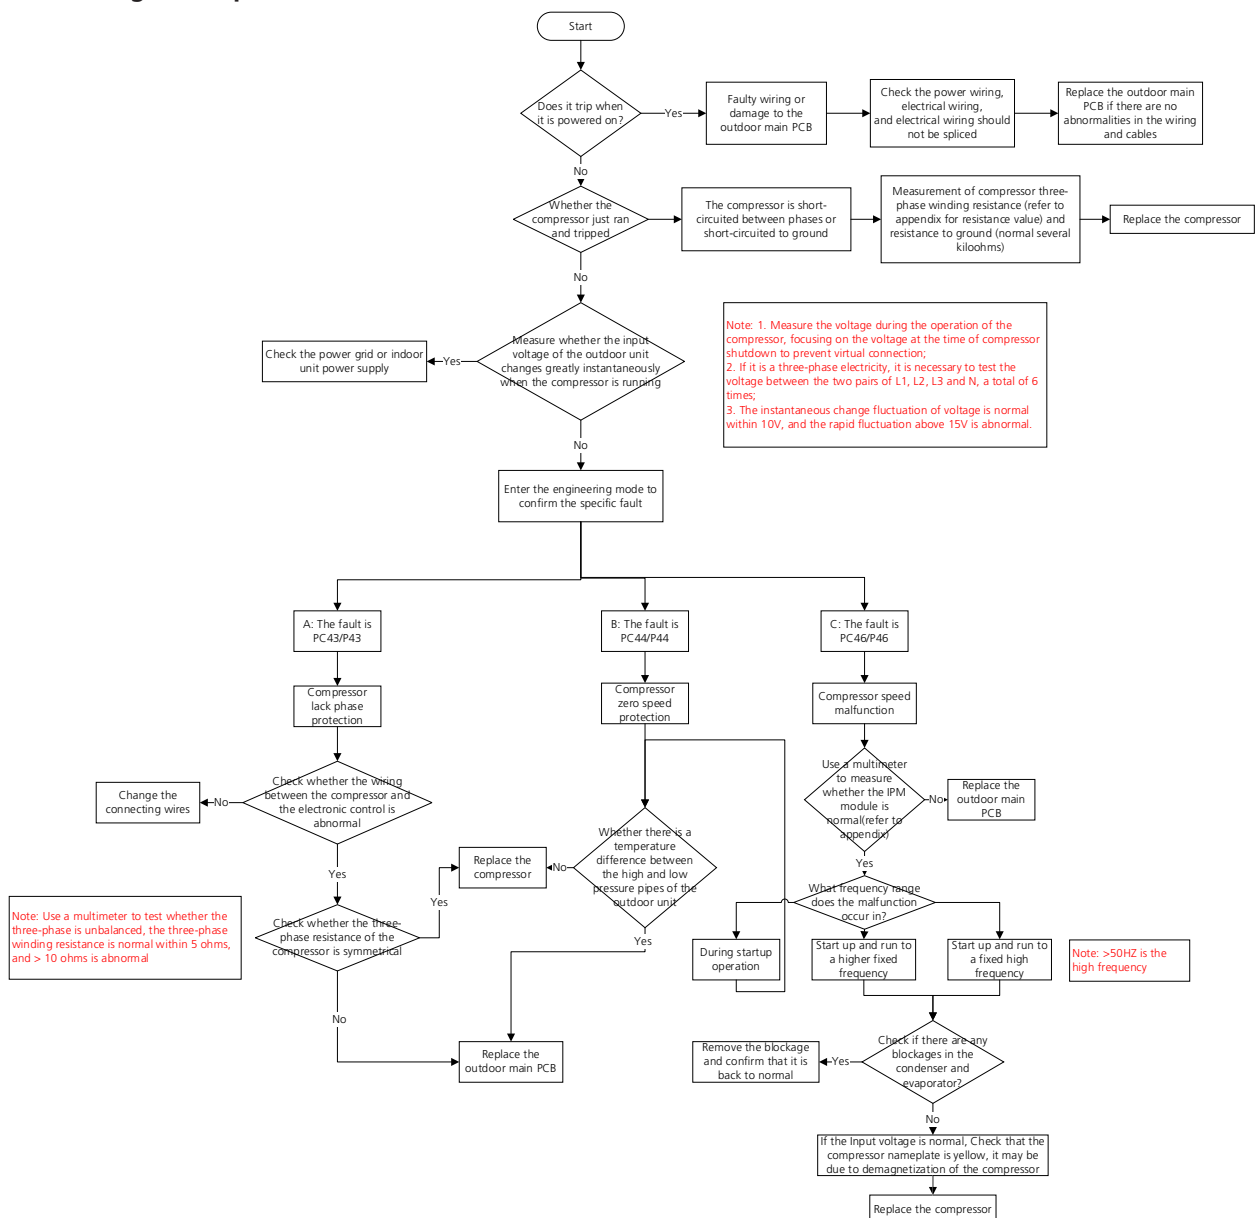 Start
Does it trip when
it is powered on?
Yes
Faulty wiring or
damage to the
outdoor main PCB
Check the power wiring,
electrical wiring,
and electrical wiring should
not be spliced
Replace the outdoor main
PCB if there are no
abnormalities in the wiring
and cables
No
Whether the
compressor just ran
and tripped
The compressor is short-
circuited between phases or
short-circuited to ground
Measurement of compressor three-
phase winding resistance (refer to
appendix for resistance value) and
resistance to ground (normal several
kiloohms)
Replace the compressor
No
Measure whether the input
voltage of the outdoor unit
changes greatly instantaneously
when the compressor is running
Yes
Check the power grid or indoor
unit power supply
Note: 1. Measure the voltage during the operation of the
compressor, focusing on the voltage at the time of compressor
shutdown to prevent virtual connection;
2. If it is a three-phase electricity, it is necessary to test the
voltage between the two pairs of L1, L2, L3 and N, a total of 6
times;
3. The instantaneous change fluctuation of voltage is normal
within 10V, and the rapid fluctuation above 15V is abnormal.
No
Enter the engineering mode to
confirm the specific fault
A: The fault is
PC43/P43
B: The fault is
PC44/P44
C: The fault is
PC46/P46
Compressor
lack phase
protection
Compressor
zero speed
protection
Compressor speed
malfunction
Check whether the wiring
between the compressor and
the electronic control is
abnormal
No
Change the
connecting wires
Use a multimeter
to measure
whether the IPM
module is
normal(refer to
appendix)
No
Replace the
outdoor main
PCB
Whether there is a
temperature
difference between
the high and low
pressure pipes of the
outdoor unit
No
Replace the
compressor
Yes
Yes
Yes
What frequency range
does the malfunction
occur in?
Note: Use a multimeter to test whether the
three-phase is unbalanced, the three-phase
winding resistance is normal within 5 ohms,
and > 10 ohms is abnormal
Check whether the three-
phase resistance of the
compressor is symmetrical
Yes
During startup
operation
Start up and run to
a higher fixed
frequency
Start up and run to
a fixed high
frequency
Note: >50HZ is the
high frequency
No
Replace the
outdoor main PCB
Check if there are any
blockages in the
condenser and
evaporator?
Yes
Remove the blockage
and confirm that it is
back to normal
No
If the Input voltage is normal, Check that the
compressor nameplate is yellow, it may be
due to demagnetization of the compressor
Replace the compressor